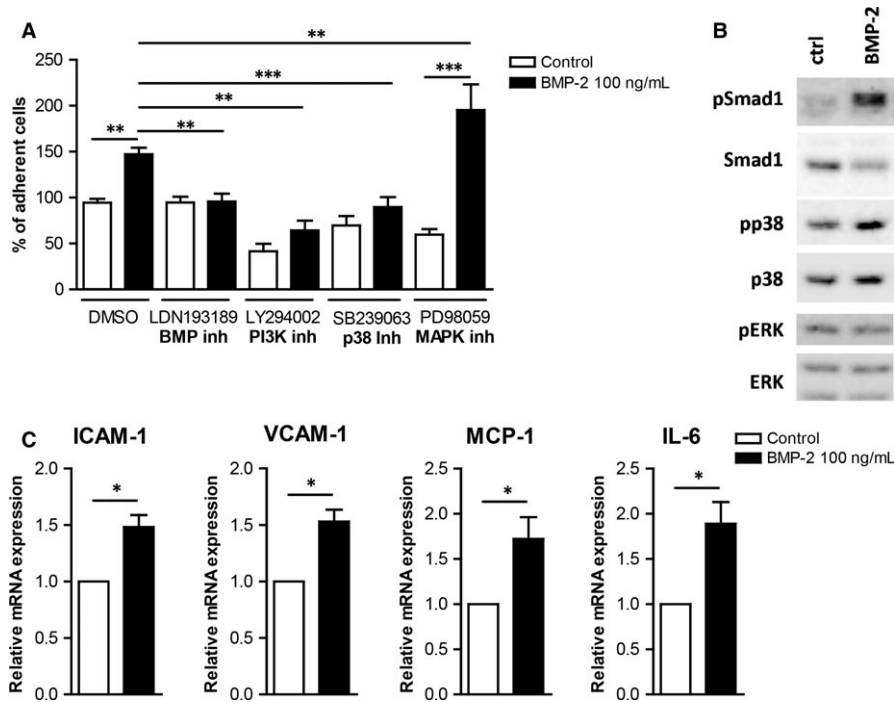 A
**
Control
BMP-2 100 ng/mL
% of adherent cells
250
200
150
100
50
0
***
***
**
**
**
DMSO LDN193189 LY294002 SB239063 PD98059
BMP inh PI3K inh p38 Inh MAPK inh
B
ctrl BMP-2
pSmad1
Smad1
pp38
p38
pERK
ERK
C
ICAM-1
Relative mRNA expression
2.0
1.5
1.0
0.5
0.0
*
VCAM-1
Relative mRNA expression
2.0
1.5
1.0
0.5
0.0
*
MCP-1
Relative mRNA expression
2.5
2.0
1.5
1.0
0.5
0.0
*
IL-6
Relative mRNA expression
2.5
2.0
1.5
1.0
0.5
0.0
*
Control
BMP-2 100 ng/mL